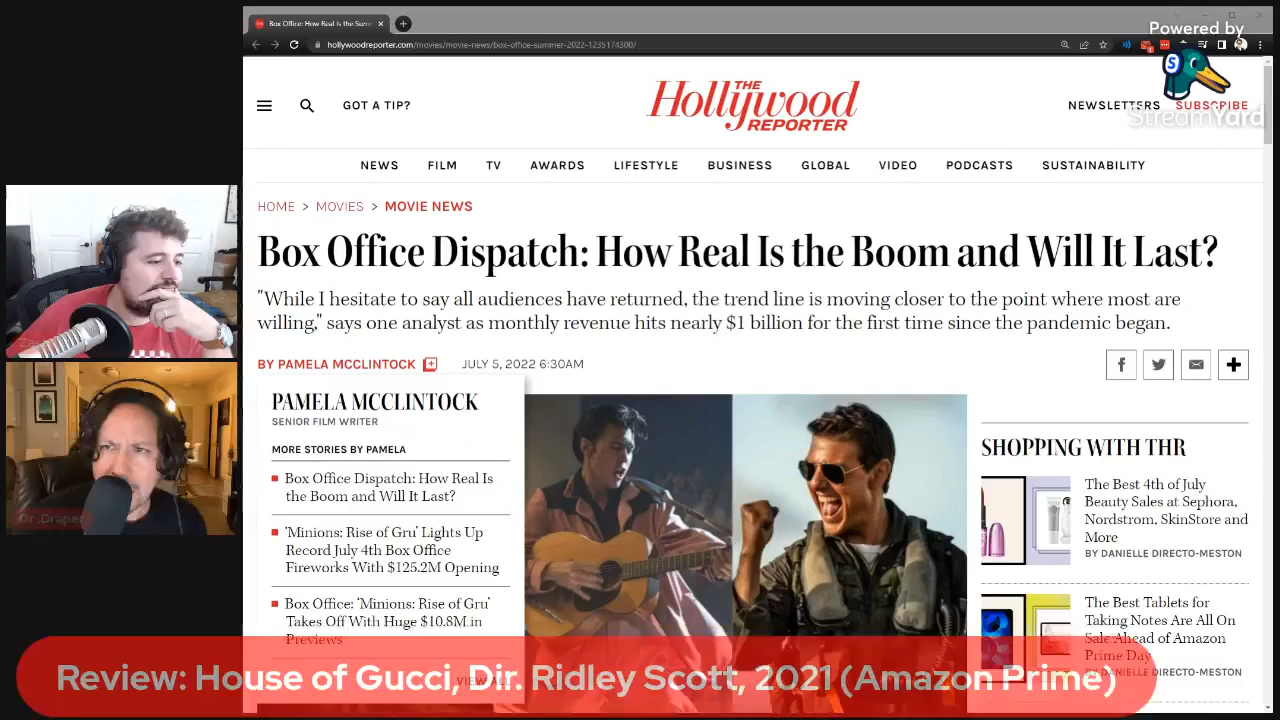 Box Office: How Real Is the Sum
hollywoodreporter.com/movies/movie-news/box-office-summer-2022-1235174300/
Powered by
S
StreamYard
GOT A TIP?
THE
Hollywood
REPORTER
NEWSLETTERS
SUBSCRIBE
NEWS
FILM
TV
AWARDS
LIFESTYLE
BUSINESS
GLOBAL
VIDEO
PODCASTS
SUSTAINABILITY
HOME > MOVIES > MOVIE NEWS
Box Office Dispatch: How Real Is the Boom and Will It Last?
"While I hesitate to say all audiences have returned, the trend line is moving closer to the point where most are
willing," says one analyst as monthly revenue hits nearly $1 billion for the first time since the pandemic began.
BY PAMELA MCCLINTOCK
JULY 5, 2022 6:30AM
PAMELA MCCLINTOCK
SENIOR FILM WRITER
MORE STORIES BY PAMELA
Box Office Dispatch: How Real Is
the Boom and Will It Last?
‘Minions: Rise of Gru’ Lights Up
Record July 4th Box Office
Fireworks With $125.2M Opening
Box Office: ‘Minions: Rise of Gru’
Takes Off With Huge $10.8M in
Previews
VIEW ALL
SHOPPING WITH THR
The Best 4th of July
Beauty Sales at Sephora,
Nordstrom, SkinStore and
More
BY DANIELLE DIRECTO-MESTON
The Best Tablets for
Taking Notes Are All On
Sale Ahead of Amazon
Prime Day
BY DANIELLE DIRECTO-MESTON
Dr .Draper
Review: House of Gucci, Dir. Ridley Scott, 2021 (Amazon Prime)